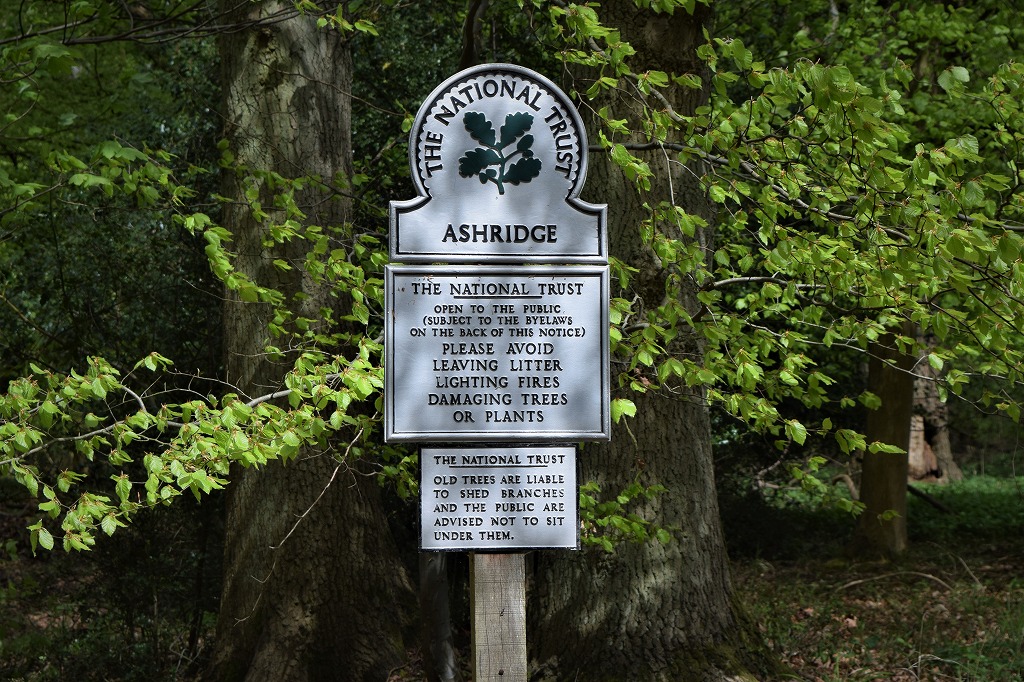 THE NATIONAL TRUST
ASHRIDGE
THE NATIONAL TRUST
OPEN TO THE PUBLIC
(SUBJECT TO THE BYELAWS
ON THE BACK OF THIS NOTICE)
PLEASE AVOID
LEAVING LITTER
LIGHTING FIRES
DAMAGING TREES
OR PLANTS
THE NATIONAL TRUST
OLD TREES ARE LIABLE
TO SHED BRANCHES
AND THE PUBLIC ARE
ADVISED NOT TO SIT
UNDER THEM.